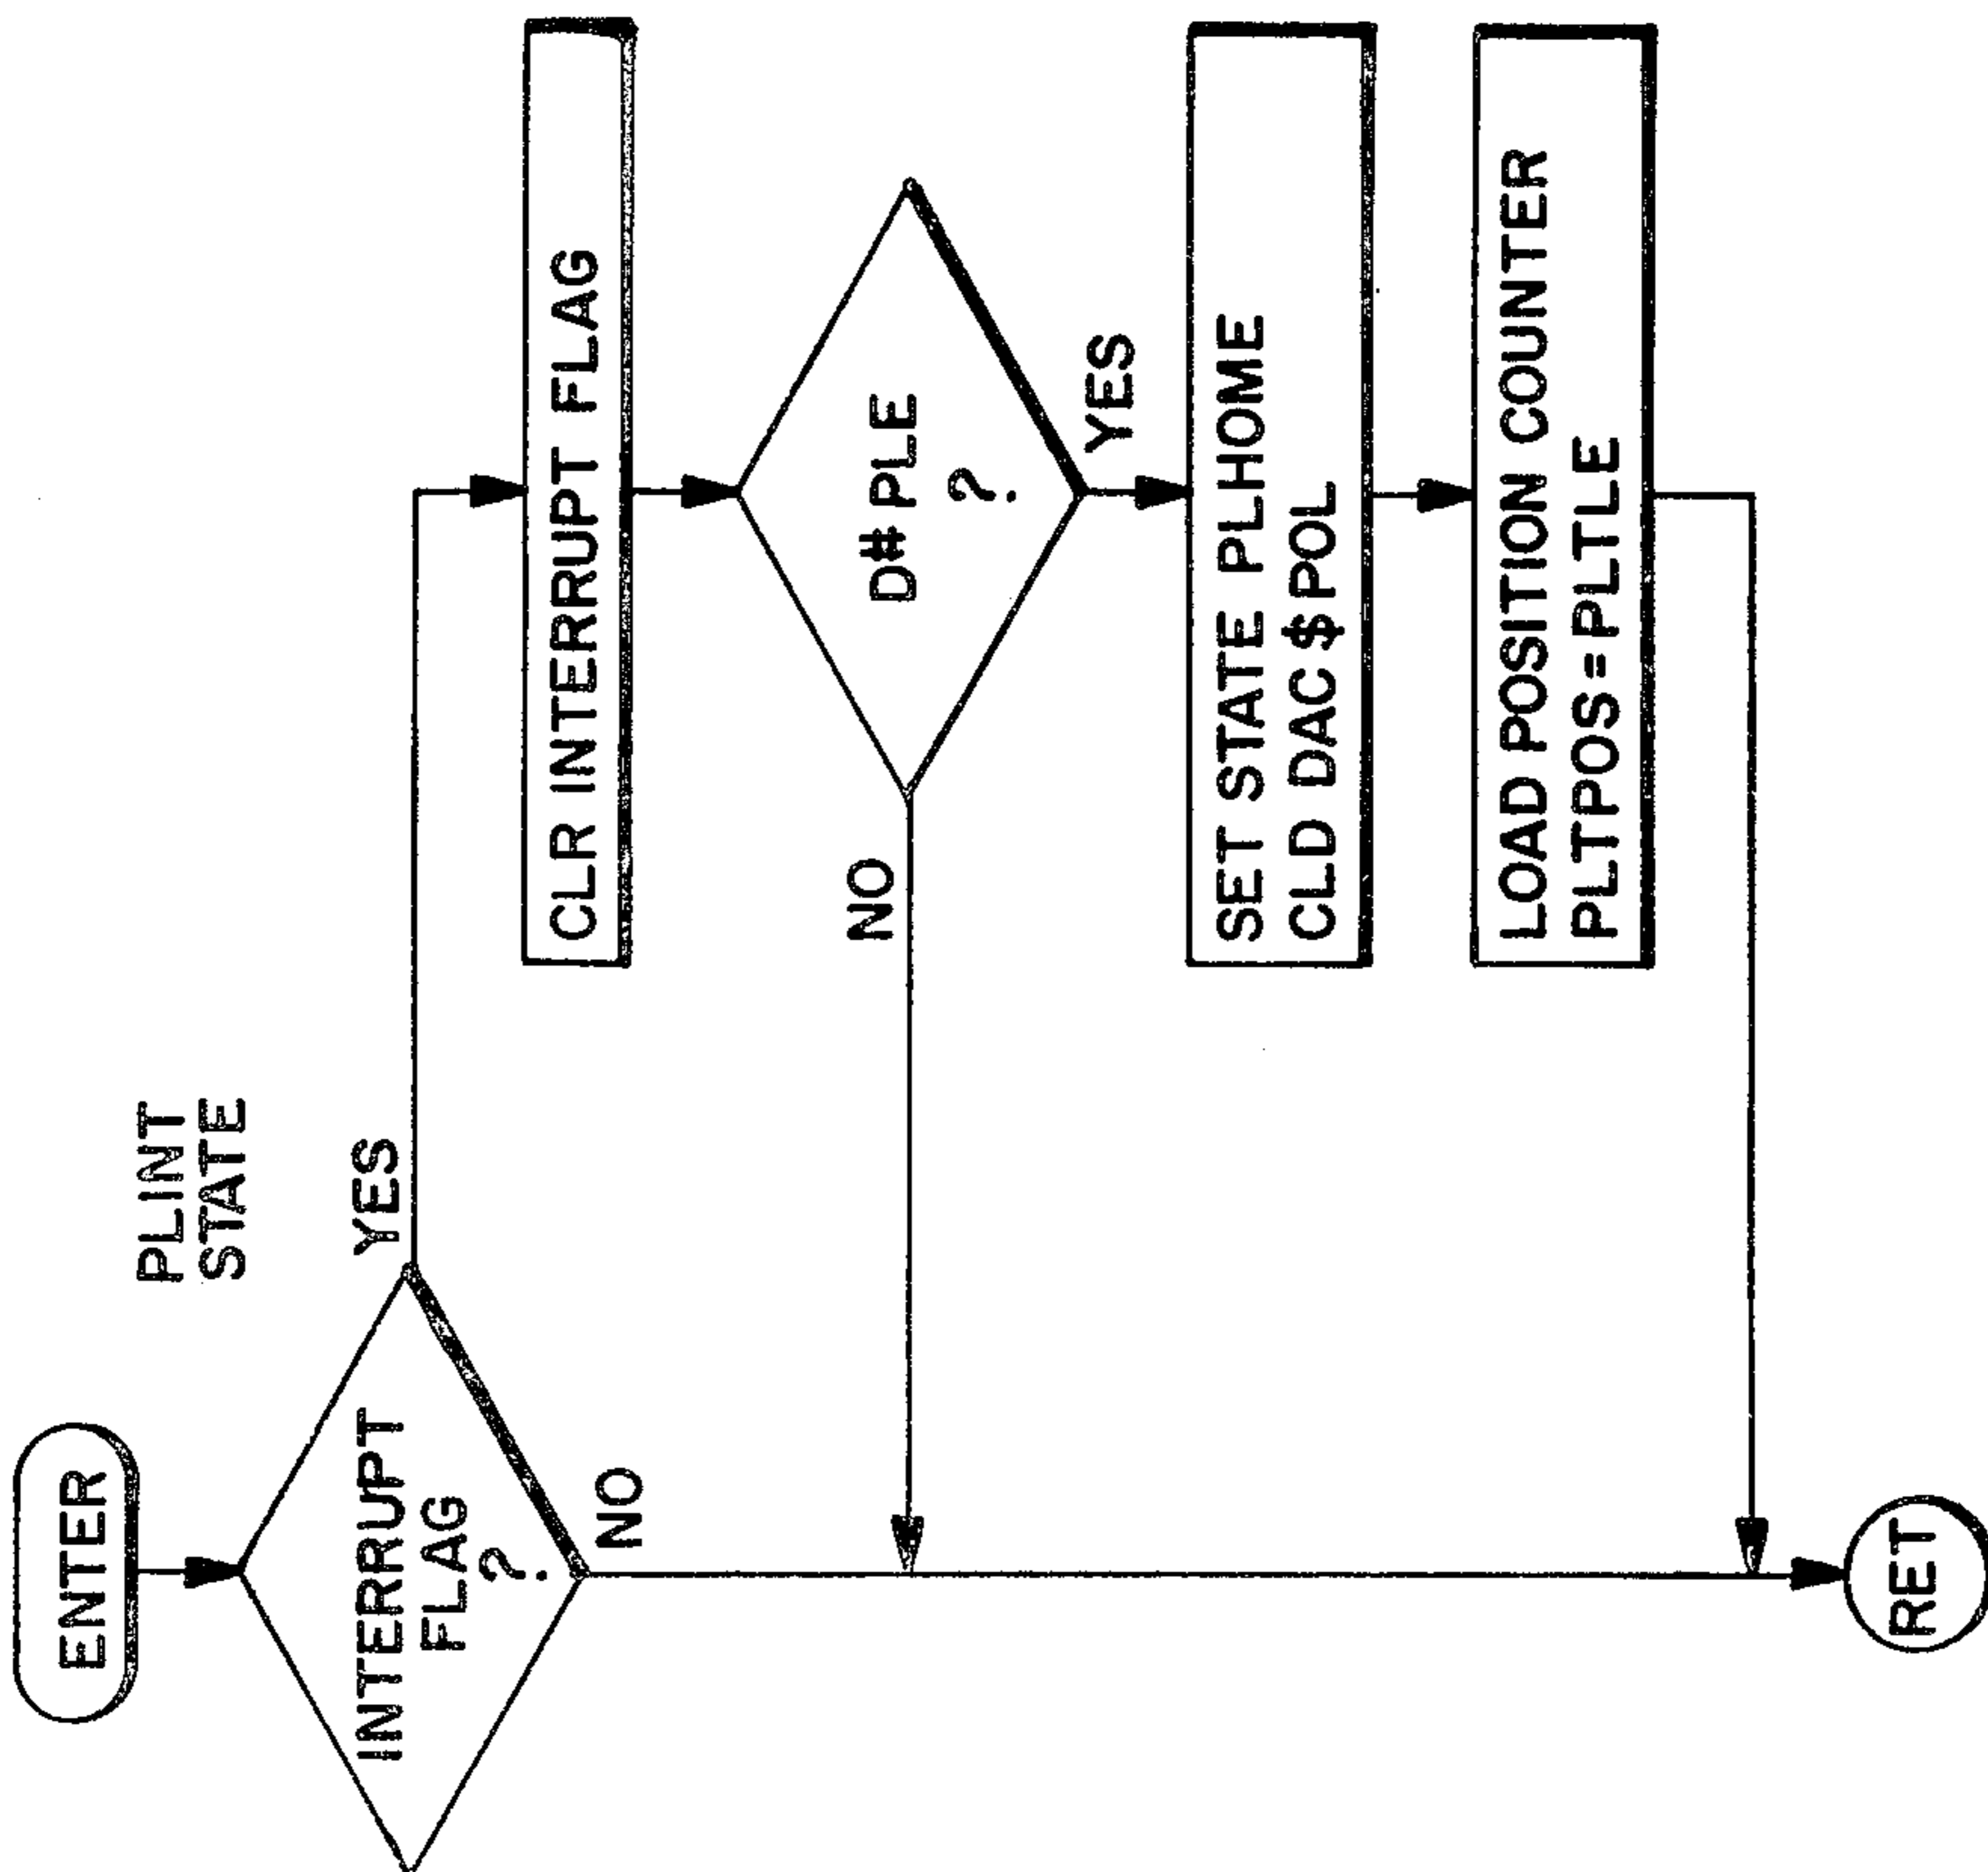 ENTER
PLINT
STATE
INTERRUPT
FLAG
?
YES
NO
CLR INTERRUPT FLAG
D# PLE
?
NO
YES
SET STATE PLHOME
CLD DAC $ POL
LOAD POSITION COUNTER
PLTPOS=PLTLE
RET